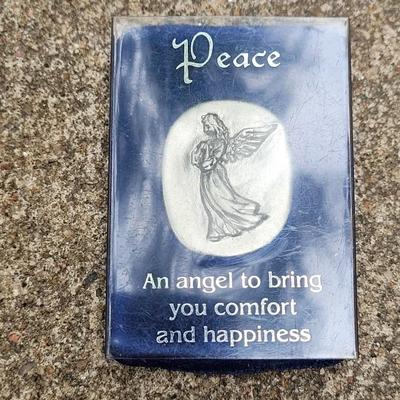 Peace
An angel to bring
you comfort
and happiness